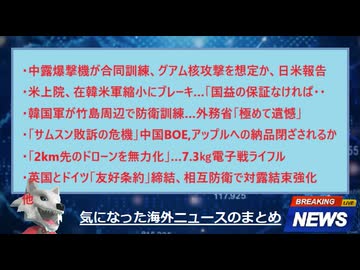 ・中露爆撃機が合同訓練、グアム核攻撃を想定か、日米報告
・米上院、在韓米軍縮小にブレーキ…「国益の保証なければ‥
・韓国軍が竹島周辺で防衛訓練…外務省「極めて遺憾」
・「サムスン敗訴の危機」中国BOE,アップルへの納品閉ざされるか
・「2km先のドローンを無力化」…7.3kg電子戦ライフル
・英国とドイツ「友好条約」締結、相互防衛で対露結束強化
他
117,925
気になった海外ニュースのまとめ
BREAKING LIVE
NEWS